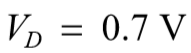 V_D = 0.7 V